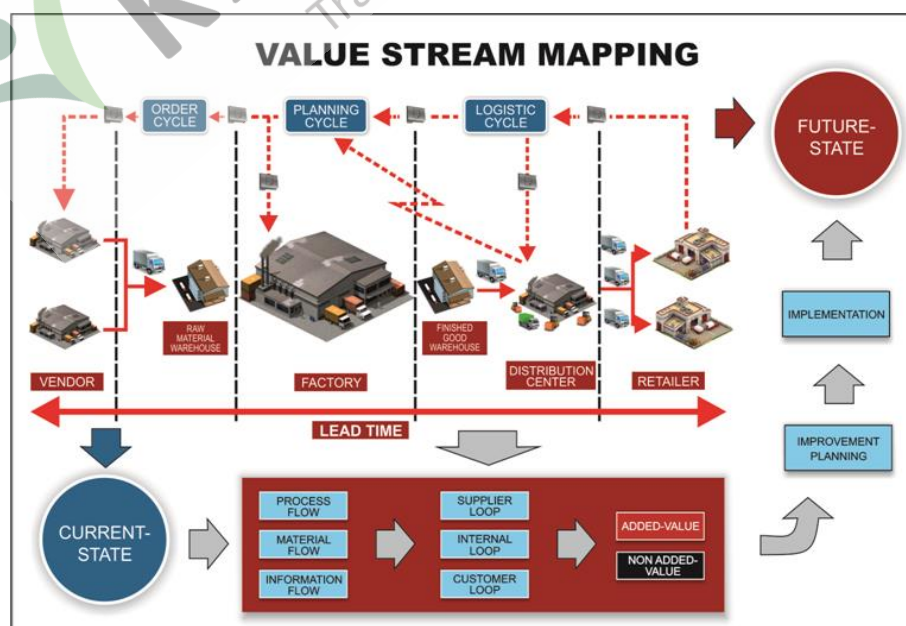 VALUE STREAM MAPPING
ORDER
CYCLE
PLANNING
CYCLE
LOGISTIC
CYCLE
FUTURE-
STATE
RAW
MATERIAL
WAREHOUSE
FINISHED
GOOD
WAREHOUSE
VENDOR
FACTORY
DISTRIBUTION
CENTER
RETAILER
LEAD TIME
IMPLEMENTATION
IMPROVEMENT
PLANNING
CURRENT-
STATE
PROCESS
FLOW
MATERIAL
FLOW
INFORMATION
FLOW
SUPPLIER
LOOP
INTERNAL
LOOP
CUSTOMER
LOOP
ADDED-VALUE
NON ADDED-
VALUE